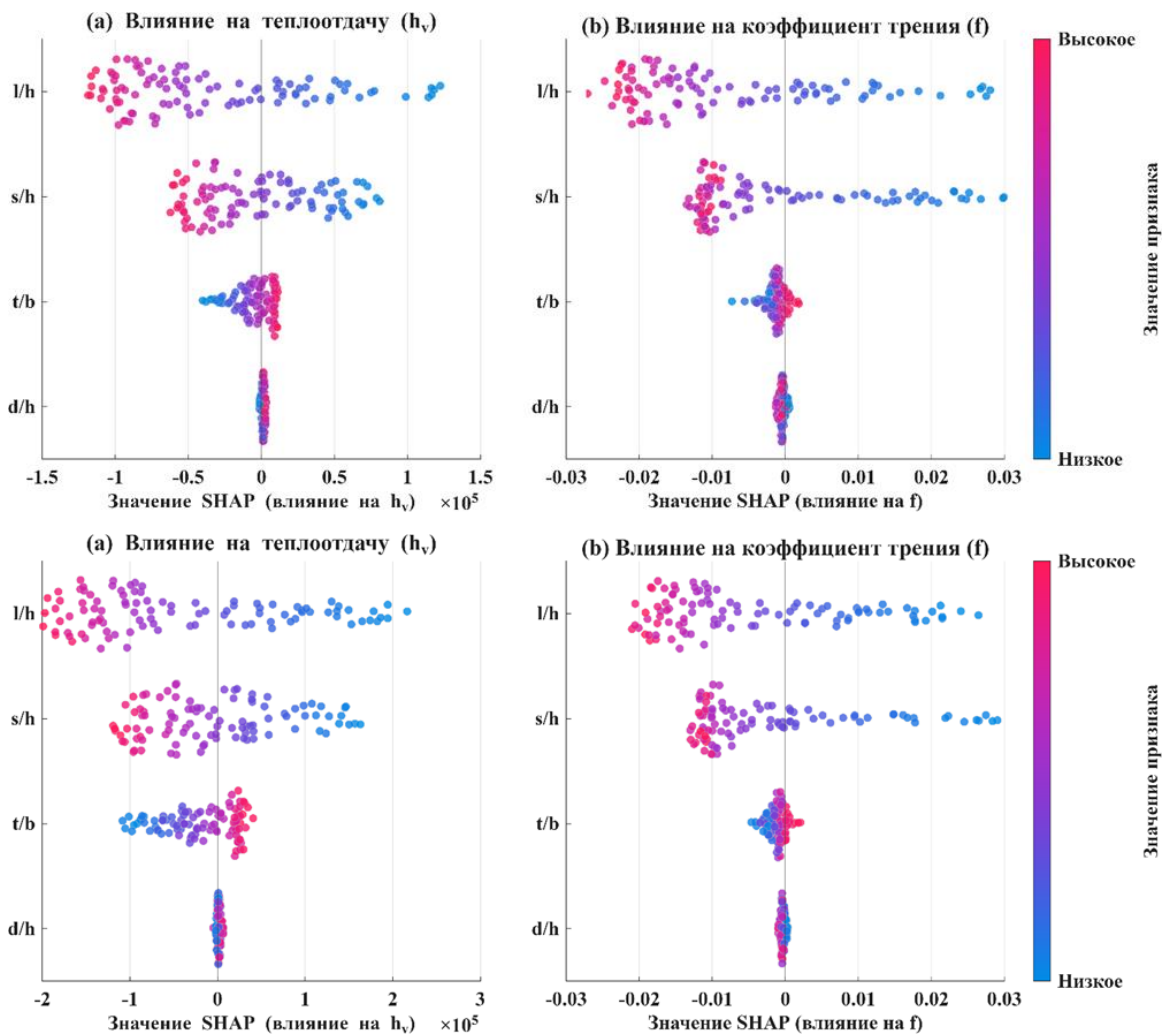 (a) Влияние на теплоотдачу (hᵥ)
l/h
s/h
t/b
d/h
-1.5 -1 -0.5 0 0.5 1 1.5
Значение SHAP (влияние на hᵥ) ×10⁵
(b) Влияние на коэффициент трения (f)
l/h
s/h
t/b
d/h
-0.03 -0.02 -0.01 0 0.01 0.02 0.03
Значение SHAP (влияние на f)
Высокое
Значение признака
Низкое
(a) Влияние на теплоотдачу (hᵥ)
l/h
s/h
t/b
d/h
-2 -1 0 1 2 3
Значение SHAP (влияние на hᵥ) ×10⁵
(b) Влияние на коэффициент трения (f)
l/h
s/h
t/b
d/h
-0.03 -0.02 -0.01 0 0.01 0.02 0.03
Значение SHAP (влияние на f)
Высокое
Значение признака
Низкое